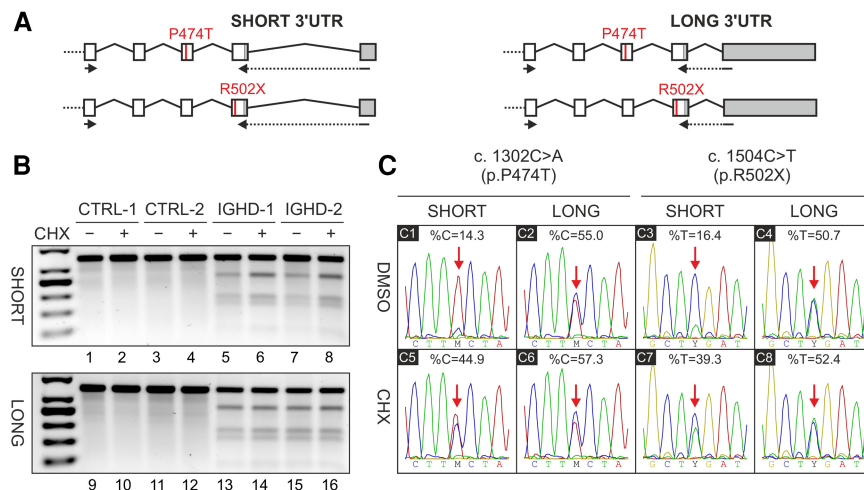 A
SHORT 3'UTR
LONG 3'UTR
P474T
P474T
R502X
R502X
B
CTRL-1 CTRL-2 IGHD-1 IGHD-2
CHX – + – + – + – +
SHORT
1 2 3 4 5 6 7 8
LONG
9 10 11 12 13 14 15 16
C
c. 1302C>A c. 1504C>T
(p.P474T) (p.R502X)
SHORT LONG SHORT LONG
DMSO
C1 %C=14.3 C2 %C=55.0 C3 %T=16.4 C4 %T=50.7
C T T M C T A C T T M C T A G C T Y G A T G C T Y G A T
CHX
C5 %C=44.9 C6 %C=57.3 C7 %T=39.3 C8 %T=52.4
C T T M C T A C T T M C T A G C T Y G A T G C T Y G A T